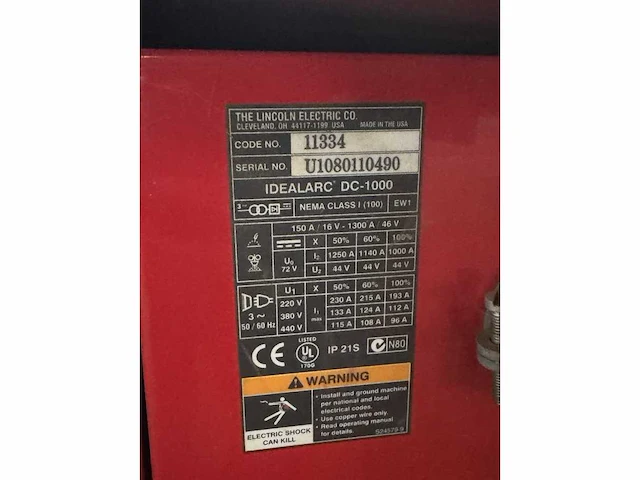 THE LINCOLN ELECTRIC CO.
CLEVELAND, OH 44117-1199 USA MADE IN THE USA
CODE NO. 11334
SERIAL NO. U1080110490
IDEALARC® DC-1000
3~ NEMA CLASS I (100) EW1
150 A / 16 V - 1300 A / 46 V
X 50% 60% 100%
U0 72 V I2 1250 A 1140 A 1000 A
U2 44 V 44 V 44 V
U1 X 50% 60% 100%
220 V 230 A 215 A 193 A
3 ~ 380 V I1 max 133 A 124 A 112 A
50 / 60 Hz 440 V 115 A 108 A 96 A
CE LISTED UL 170G IP 21S C N80
WARNING
• Install and ground machine
per national and local
electrical codes.
• Use copper wire only.
• Read operating manual
for details.
ELECTRIC SHOCK
CAN KILL